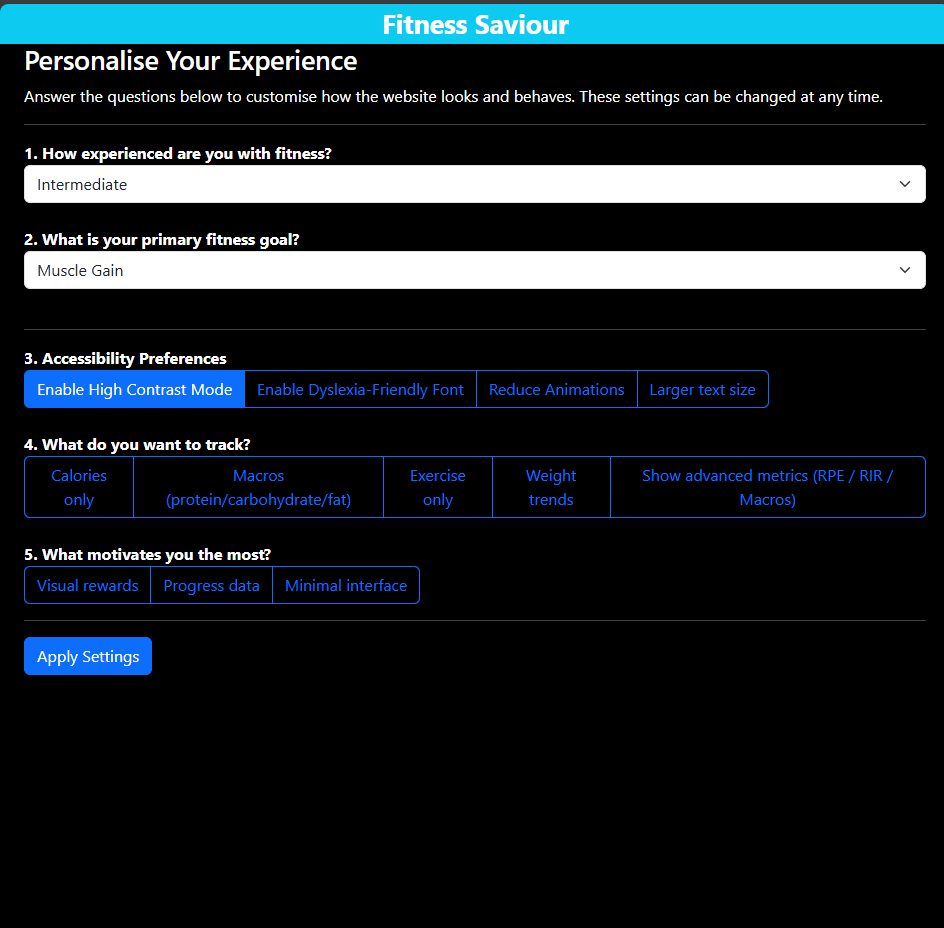 Fitness Saviour
Personalise Your Experience
Answer the questions below to customise how the website looks and behaves. These settings can be changed at any time.
1. How experienced are you with fitness?
Intermediate
2. What is your primary fitness goal?
Muscle Gain
3. Accessibility Preferences
Enable High Contrast Mode Enable Dyslexia-Friendly Font Reduce Animations Larger text size
4. What do you want to track?
Calories only
Macros (protein/carbohydrate/fat)
Exercise only
Weight trends
Show advanced metrics (RPE / RIR / Macros)
5. What motivates you the most?
Visual rewards Progress data Minimal interface
Apply Settings